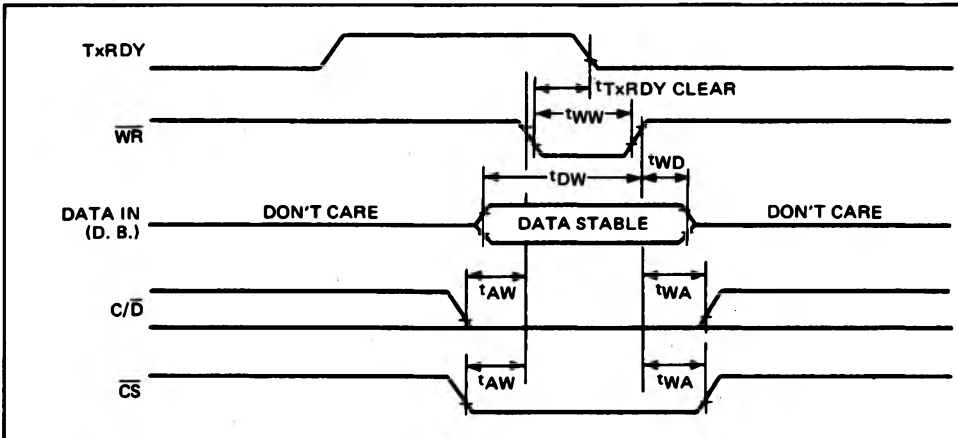 TxRDY
tTxRDY CLEAR
tWW
WR
tWD
tDW
DATA IN
(D. B.)
DON'T CARE
DATA STABLE
DON'T CARE
tAW
tWA
C/D
tAW
tWA
CS